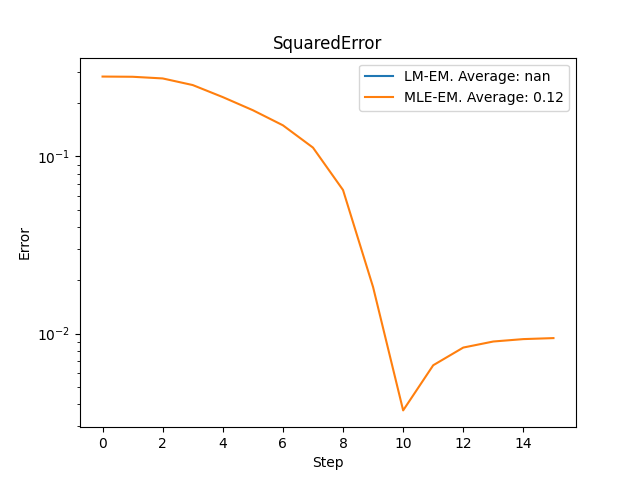 SquaredError
LM-EM. Average: nan
MLE-EM. Average: 0.12
10⁻¹
10⁻²
Error
0 2 4 6 8 10 12 14
Step